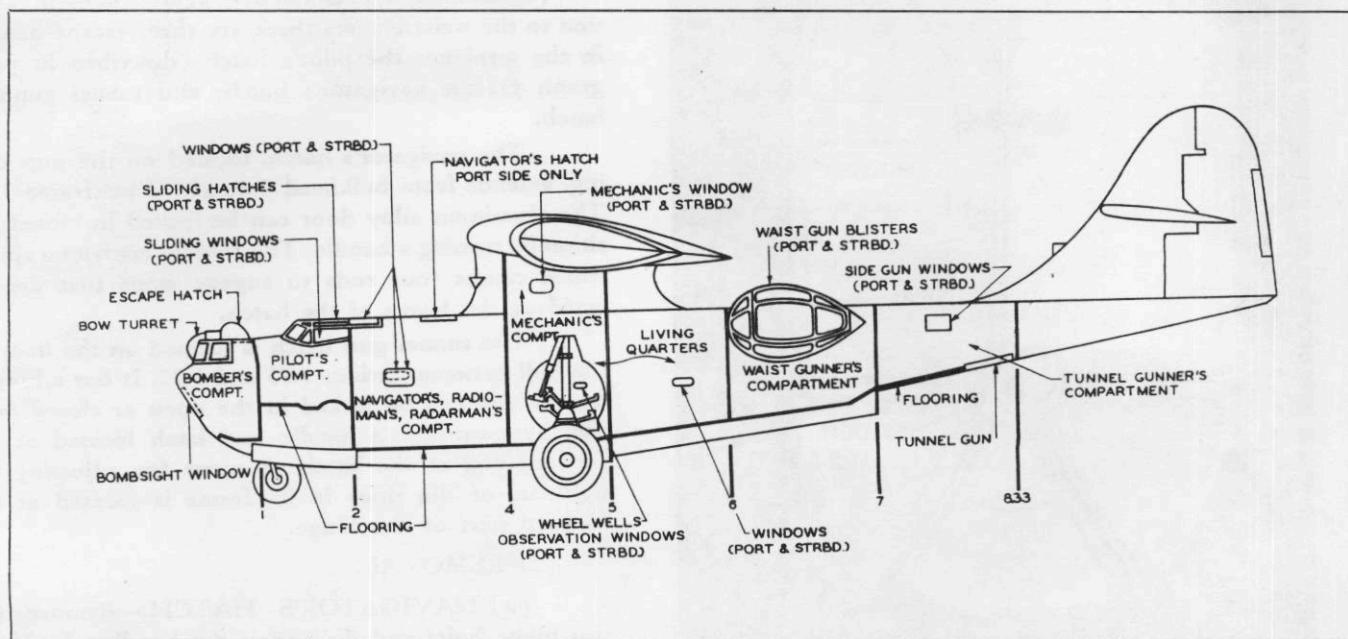 WINDOWS (PORT & STRBD.)
NAVIGATOR'S HATCH
PORT SIDE ONLY
SLIDING HATCHES
(PORT & STRBD.)
MECHANIC'S WINDOW
(PORT & STRBD.)
SLIDING WINDOWS
(PORT & STRBD.)
WAIST GUN BLISTERS
(PORT & STRBD.)
SIDE GUN WINDOWS
(PORT & STRBD.)
ESCAPE HATCH
BOW TURRET
MECHANIC'S
COMPT.
LIVING
QUARTERS
PILOT'S
COMPT.
BOMBER'S
COMPT.
WAIST GUNNER'S
COMPARTMENT
TUNNEL GUNNER'S
COMPARTMENT
NAVIGATOR'S, RADIO-
MAN'S, RADARMAN'S
COMPT.
FLOORING
TUNNEL GUN
BOMBSIGHT WINDOW
1
2
4
5
6
7
8.33
FLOORING
WHEEL WELLS
OBSERVATION WINDOWS
(PORT & STRBD.)
WINDOWS
(PORT & STRBD.)